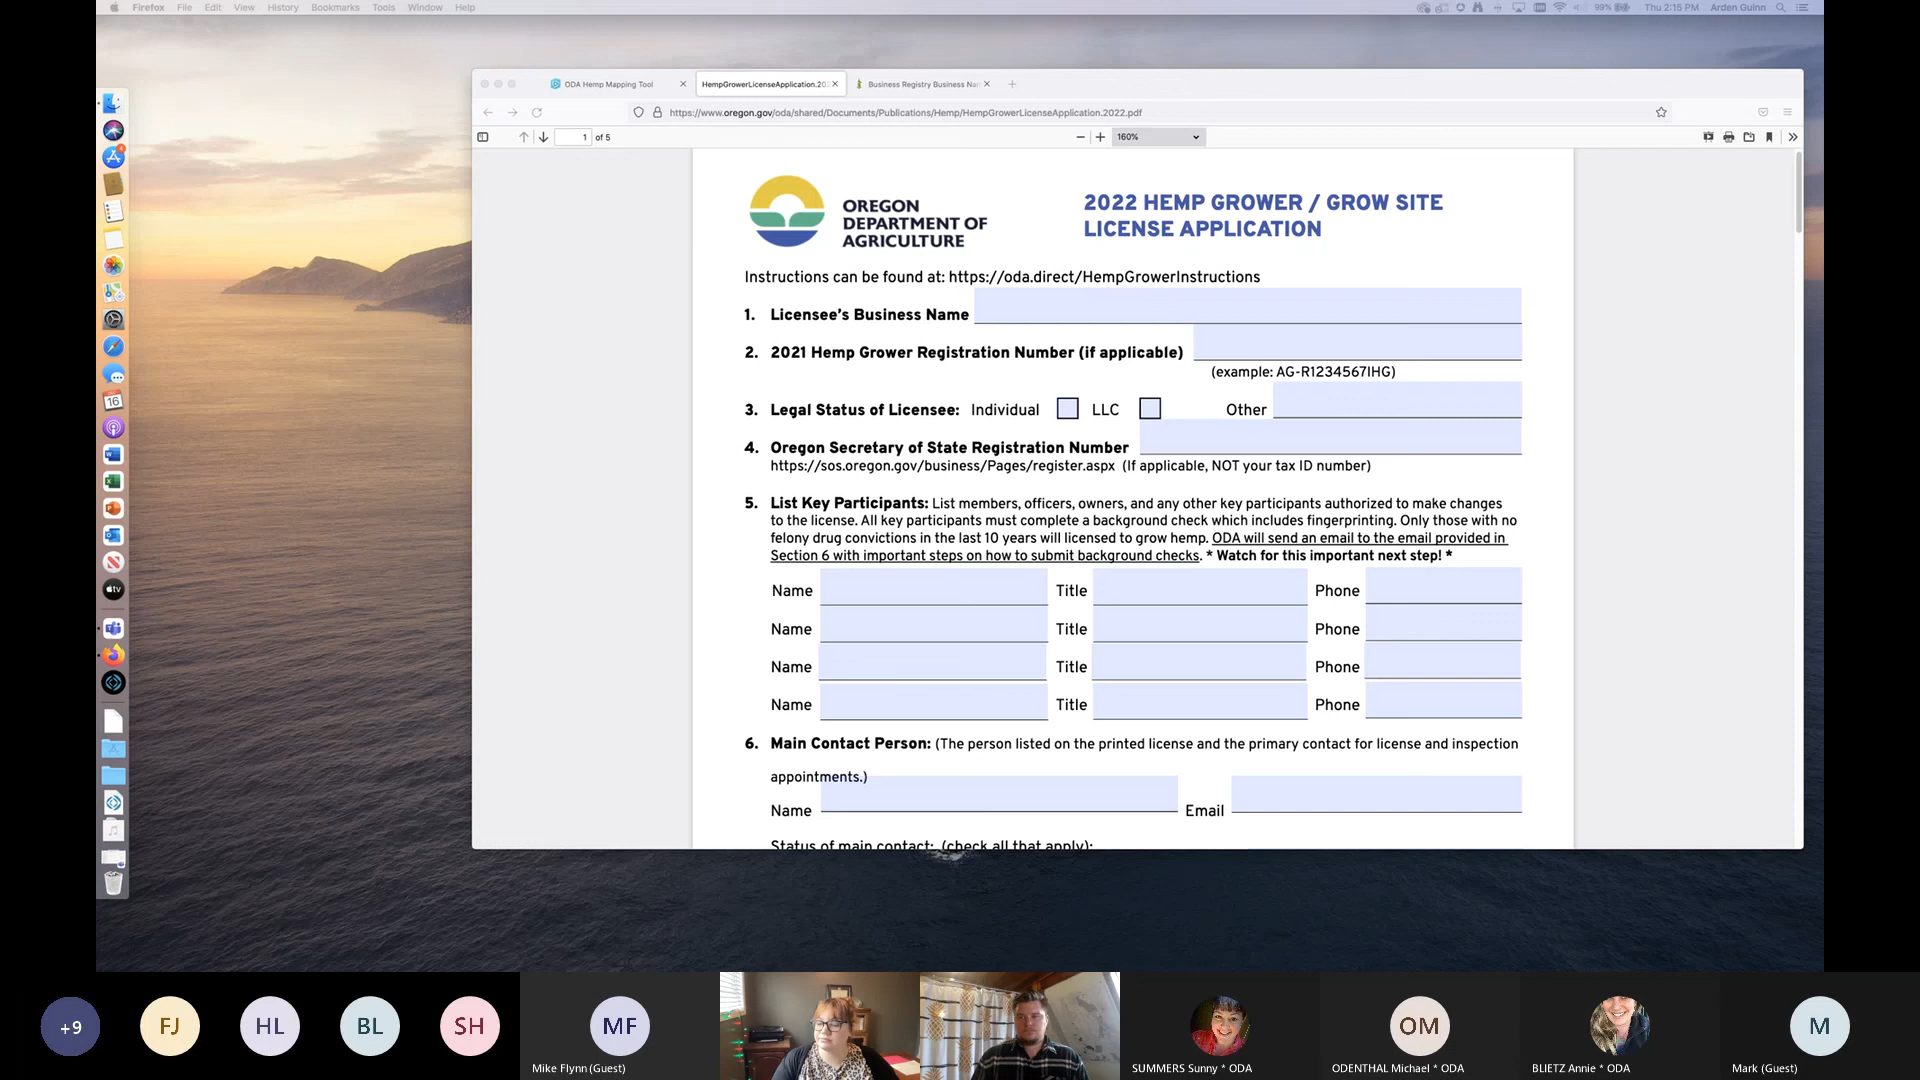 Firefox File Edit View History Bookmarks Tools Window Help
99% Thu 2:15 PM Arden Guinn
ODA Hemp Mapping Tool
HempGrowerLicenseApplication.202
Business Registry Business Nam
https://www.oregon.gov/oda/shared/Documents/Publications/Hemp/HempGrowerLicenseApplication.2022.pdf
1 of 5
160%
OREGON
DEPARTMENT OF
AGRICULTURE
2022 HEMP GROWER / GROW SITE
LICENSE APPLICATION
Instructions can be found at: https://oda.direct/HempGrowerInstructions
1. Licensee's Business Name
2. 2021 Hemp Grower Registration Number (if applicable)
(example: AG-R1234567IHG)
3. Legal Status of Licensee: Individual LLC Other
4. Oregon Secretary of State Registration Number
https://sos.oregon.gov/business/Pages/register.aspx (If applicable, NOT your tax ID number)
5. List Key Participants: List members, officers, owners, and any other key participants authorized to make changes
to the license. All key participants must complete a background check which includes fingerprinting. Only those with no
felony drug convictions in the last 10 years will licensed to grow hemp. ODA will send an email to the email provided in
Section 6 with important steps on how to submit background checks. * Watch for this important next step! *
Name Title Phone
Name Title Phone
Name Title Phone
Name Title Phone
6. Main Contact Person: (The person listed on the printed license and the primary contact for license and inspection
appointments.)
Name Email
Status of main contact: (check all that apply):
16
tv
+9
FJ
HL
BL
SH
MF
OM
M
Mike Flynn (Guest)
SUMMERS Sunny * ODA
ODENTHAL Michael * ODA
BLIETZ Annie * ODA
Mark (Guest)